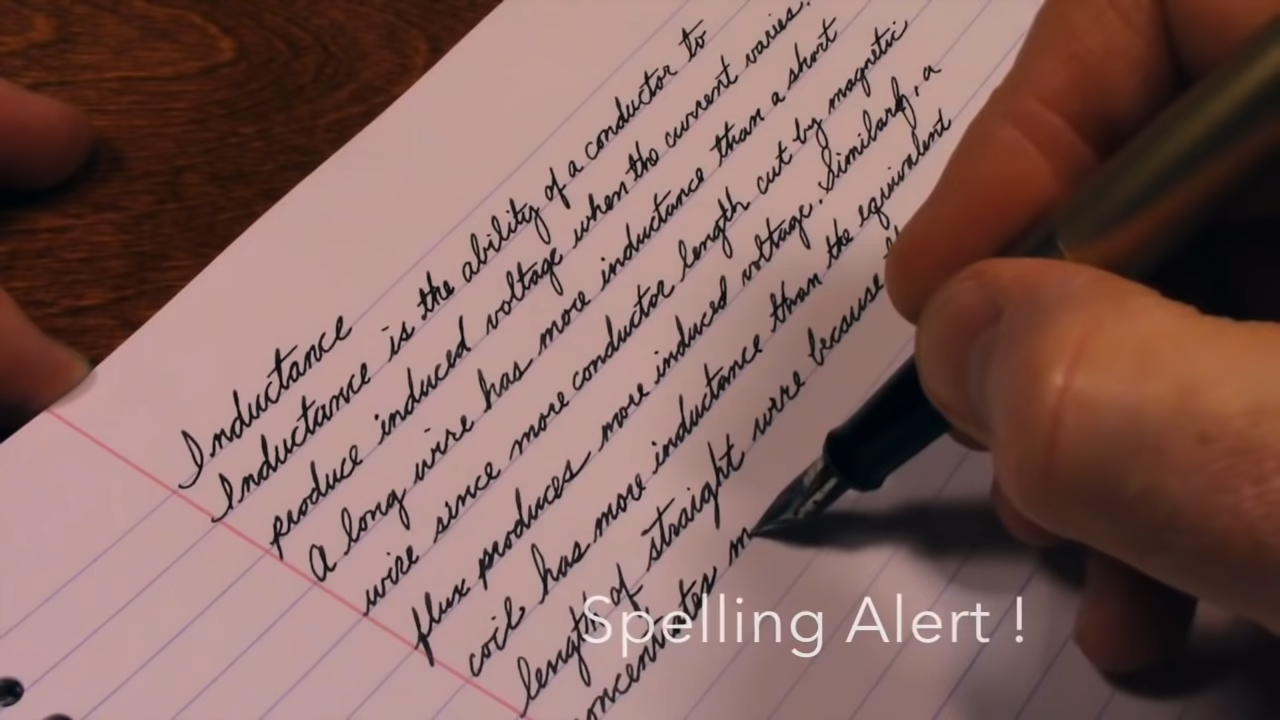 Inductance
Inductance is the ability of a conductor to
produce induced voltage when the current varies.
A long wire has more inductance than a short
wire since more conductor length cut by magnetic
flux produces more induced voltage. Similarly, a
coil has more inductance than the equivalent
length of straight wire because
concentrates m
Spelling Alert !